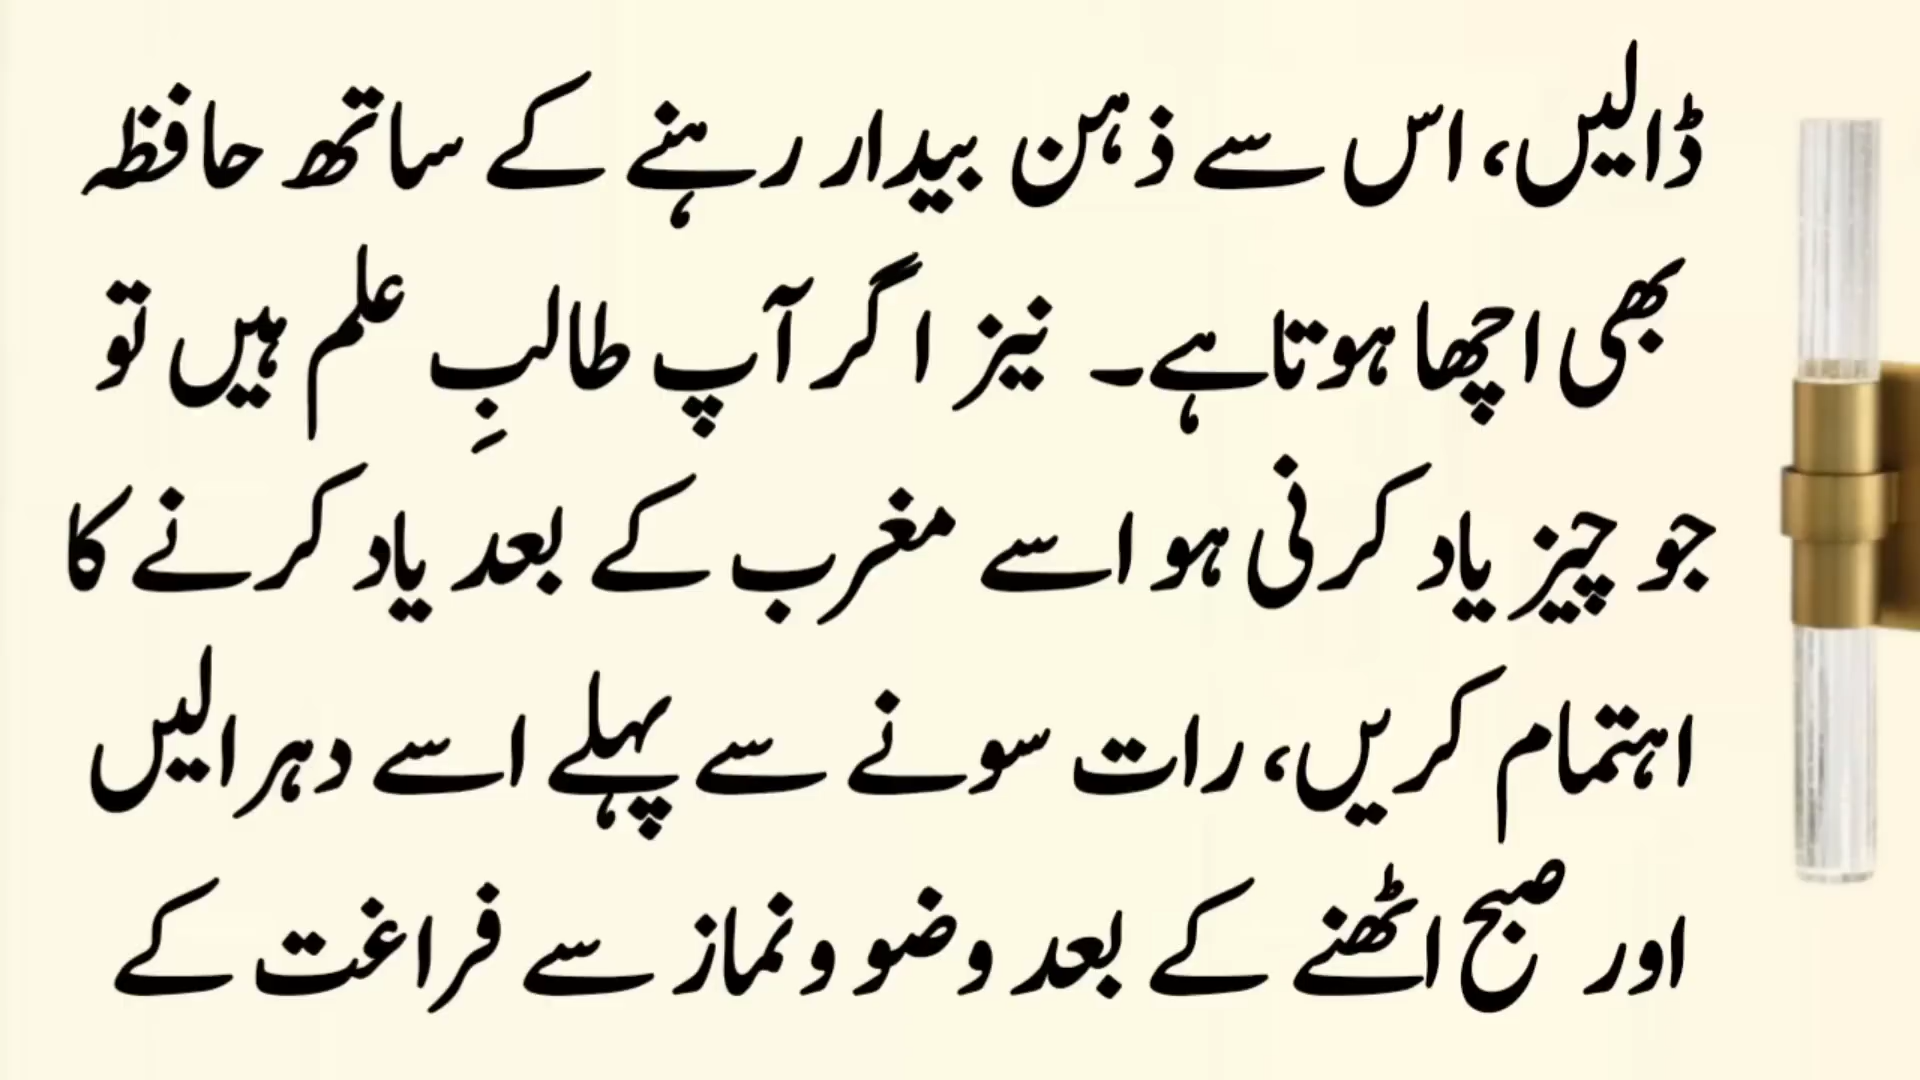 ڈالیں، اس سے ذہن بیدار رہنے کے ساتھ حافظہ
بھی اچھا ہوتا ہے۔ نیز اگر آپ طالبِ علم ہیں تو
جو چیز یاد کرنی ہو اسے مغرب کے بعد یاد کرنے کا
اہتمام کریں، رات سونے سے پہلے اسے دہرا لیں
اور صبح اٹھنے کے بعد وضو و نماز سے فراغت کے